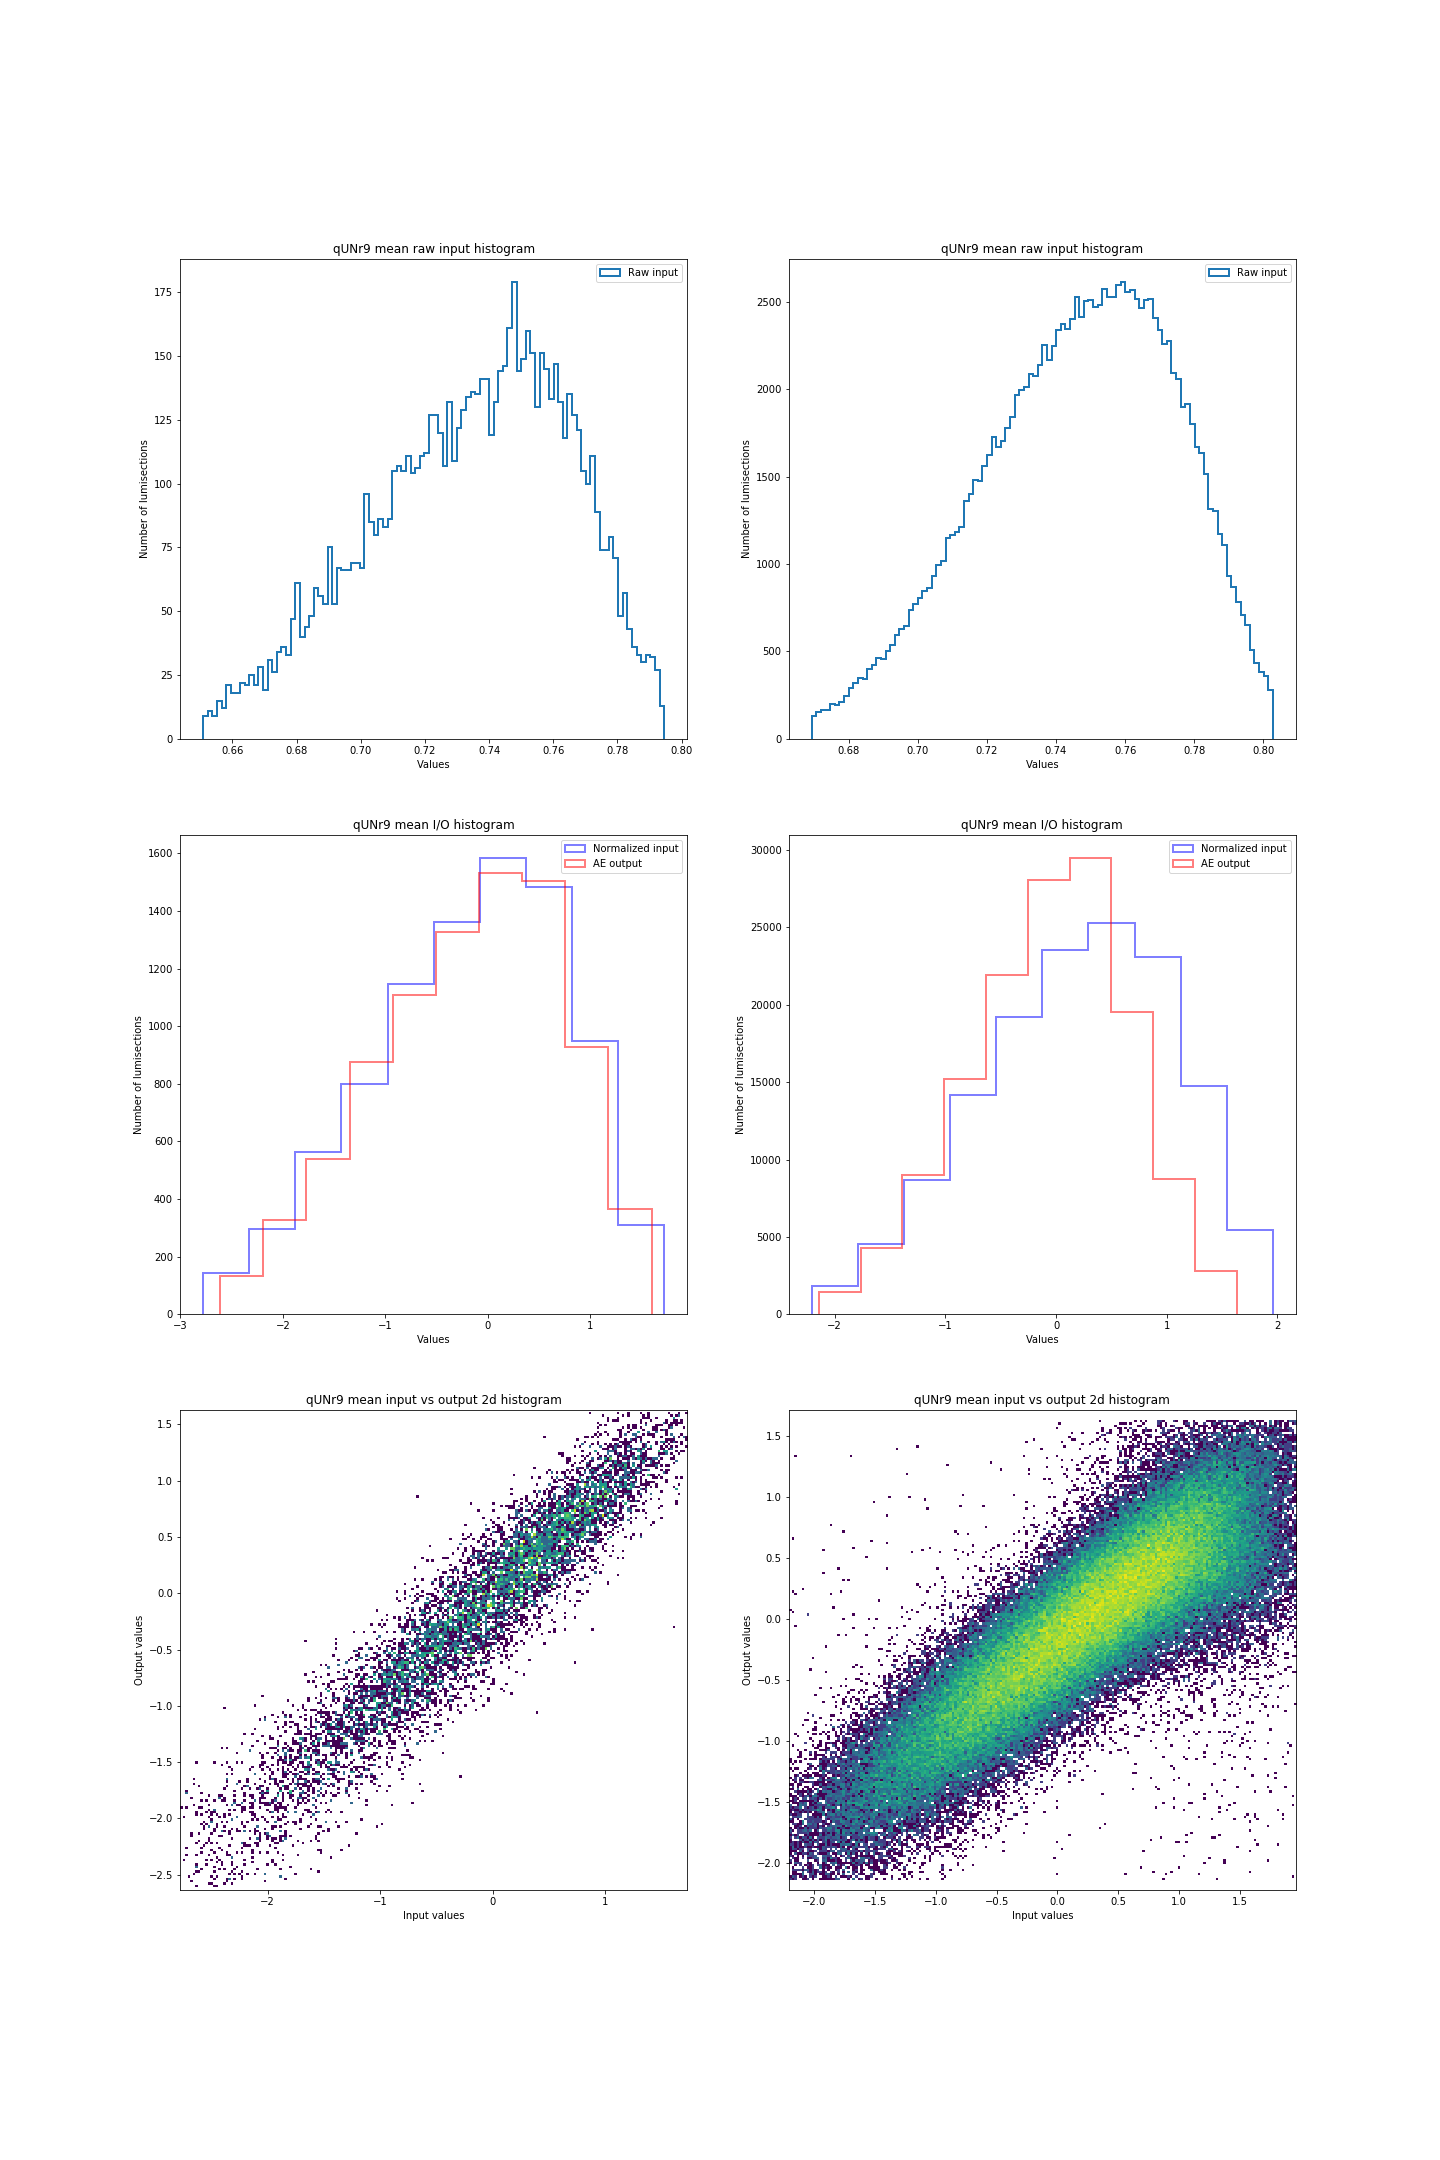 qUNr9 mean raw input histogram
Raw input
Number of lumisections
175
150
125
100
75
50
25
0
0.66 0.68 0.70 0.72 0.74 0.76 0.78 0.80
Values
qUNr9 mean raw input histogram
Raw input
Number of lumisections
2500
2000
1500
1000
500
0
0.68 0.70 0.72 0.74 0.76 0.78 0.80
Values
qUNr9 mean I/O histogram
Normalized input
AE output
Number of lumisections
1600
1400
1200
1000
800
600
400
200
0
−3 −2 −1 0 1
Values
qUNr9 mean I/O histogram
Normalized input
AE output
Number of lumisections
30000
25000
20000
15000
10000
5000
0
−2 −1 0 1 2
Values
qUNr9 mean input vs output 2d histogram
Output values
1.5
1.0
0.5
0.0
−0.5
−1.0
−1.5
−2.0
−2.5
−2 −1 0 1
Input values
qUNr9 mean input vs output 2d histogram
Output values
1.5
1.0
0.5
0.0
−0.5
−1.0
−1.5
−2.0
−2.0 −1.5 −1.0 −0.5 0.0 0.5 1.0 1.5
Input values